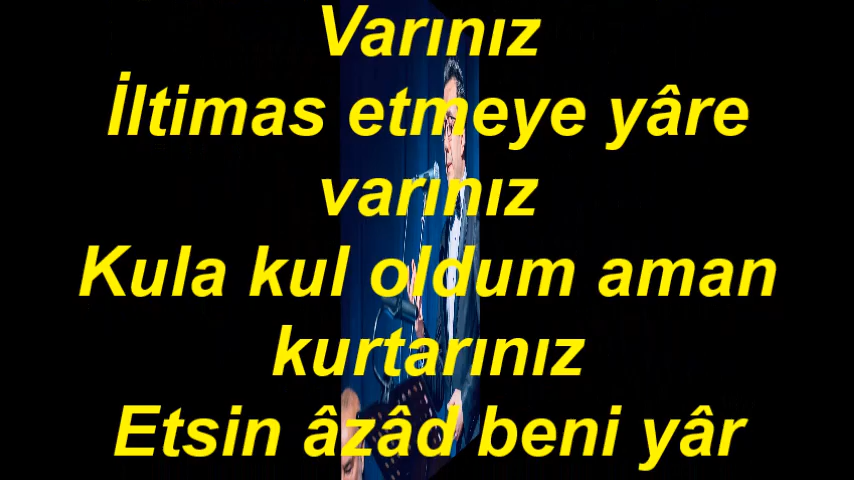 Varınız
İltimas etmeye yâre
varınız
Kula kul oldum aman
kurtarınız
Etsin âzâd beni yâr